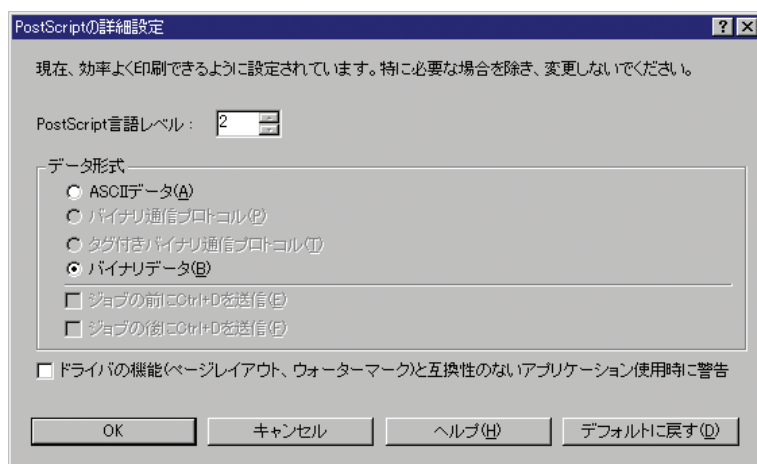 PostScriptの詳細設定
現在、効率よく印刷できるように設定されています。特に必要な場合を除き、変更しないでください。
PostScript言語レベル： 2
データ形式
ASCIIデータ(A)
バイナリ通信プロトコル(P)
タグ付きバイナリ通信プロトコル(T)
バイナリデータ(B)
ジョブの前にCtrl+Dを送信(E)
ジョブの後にCtrl+Dを送信(F)
ドライバの機能(ページレイアウト、ウォーターマーク)と互換性のないアプリケーション使用時に警告
OK キャンセル ヘルプ(H) デフォルトに戻す(D)